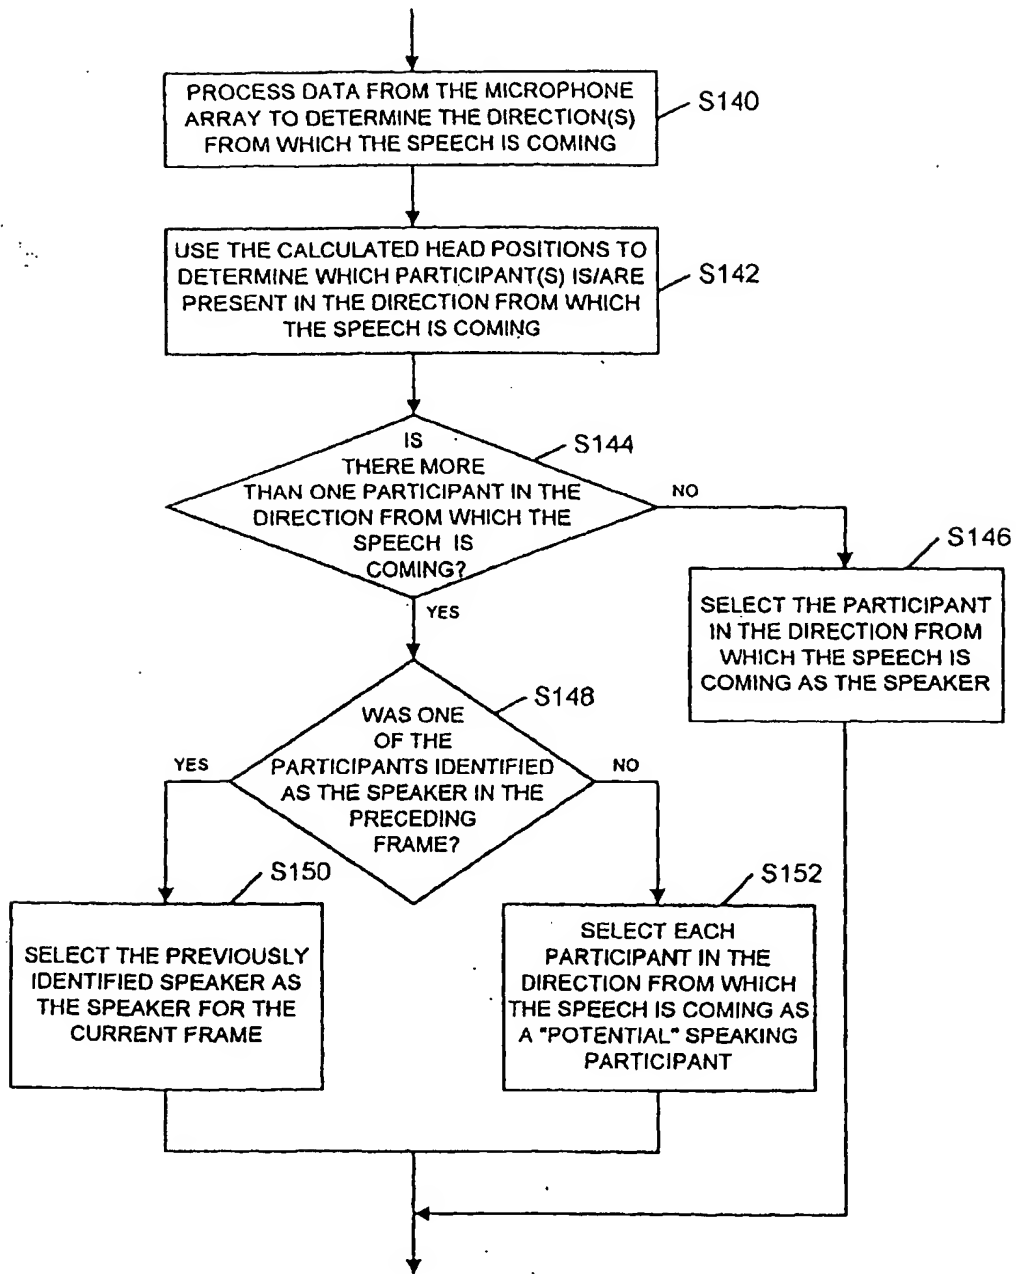 PROCESS DATA FROM THE MICROPHONE
ARRAY TO DETERMINE THE DIRECTION(S)
FROM WHICH THE SPEECH IS COMING
S140
USE THE CALCULATED HEAD POSITIONS TO
DETERMINE WHICH PARTICIPANT(S) IS/ARE
PRESENT IN THE DIRECTION FROM WHICH
THE SPEECH IS COMING
S142
IS
THERE MORE
THAN ONE PARTICIPANT IN THE
DIRECTION FROM WHICH THE
SPEECH IS
COMING?
S144
NO
YES
S146
SELECT THE PARTICIPANT
IN THE DIRECTION FROM
WHICH THE SPEECH IS
COMING AS THE SPEAKER
S148
WAS ONE
OF THE
PARTICIPANTS IDENTIFIED
AS THE SPEAKER IN THE
PRECEDING
FRAME?
YES
NO
S150
SELECT THE PREVIOUSLY
IDENTIFIED SPEAKER AS
THE SPEAKER FOR THE
CURRENT FRAME
S152
SELECT EACH
PARTICIPANT IN THE
DIRECTION FROM WHICH
THE SPEECH IS COMING AS
A "POTENTIAL" SPEAKING
PARTICIPANT